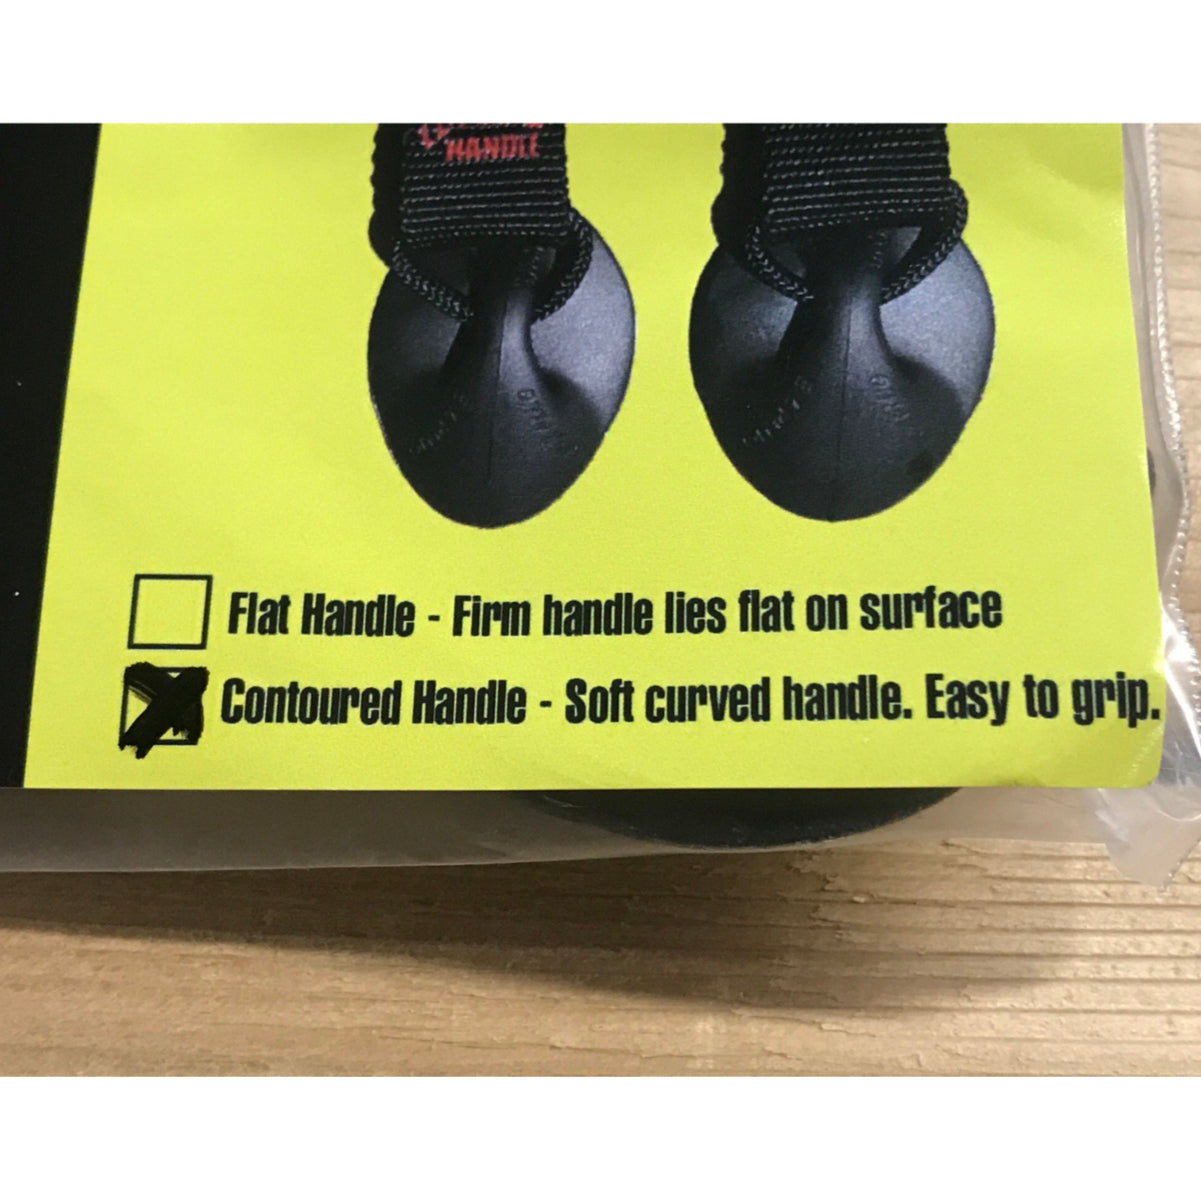 HANDLE
Flat Handle - Firm handle lies flat on surface
Contoured Handle - Soft curved handle. Easy to grip.